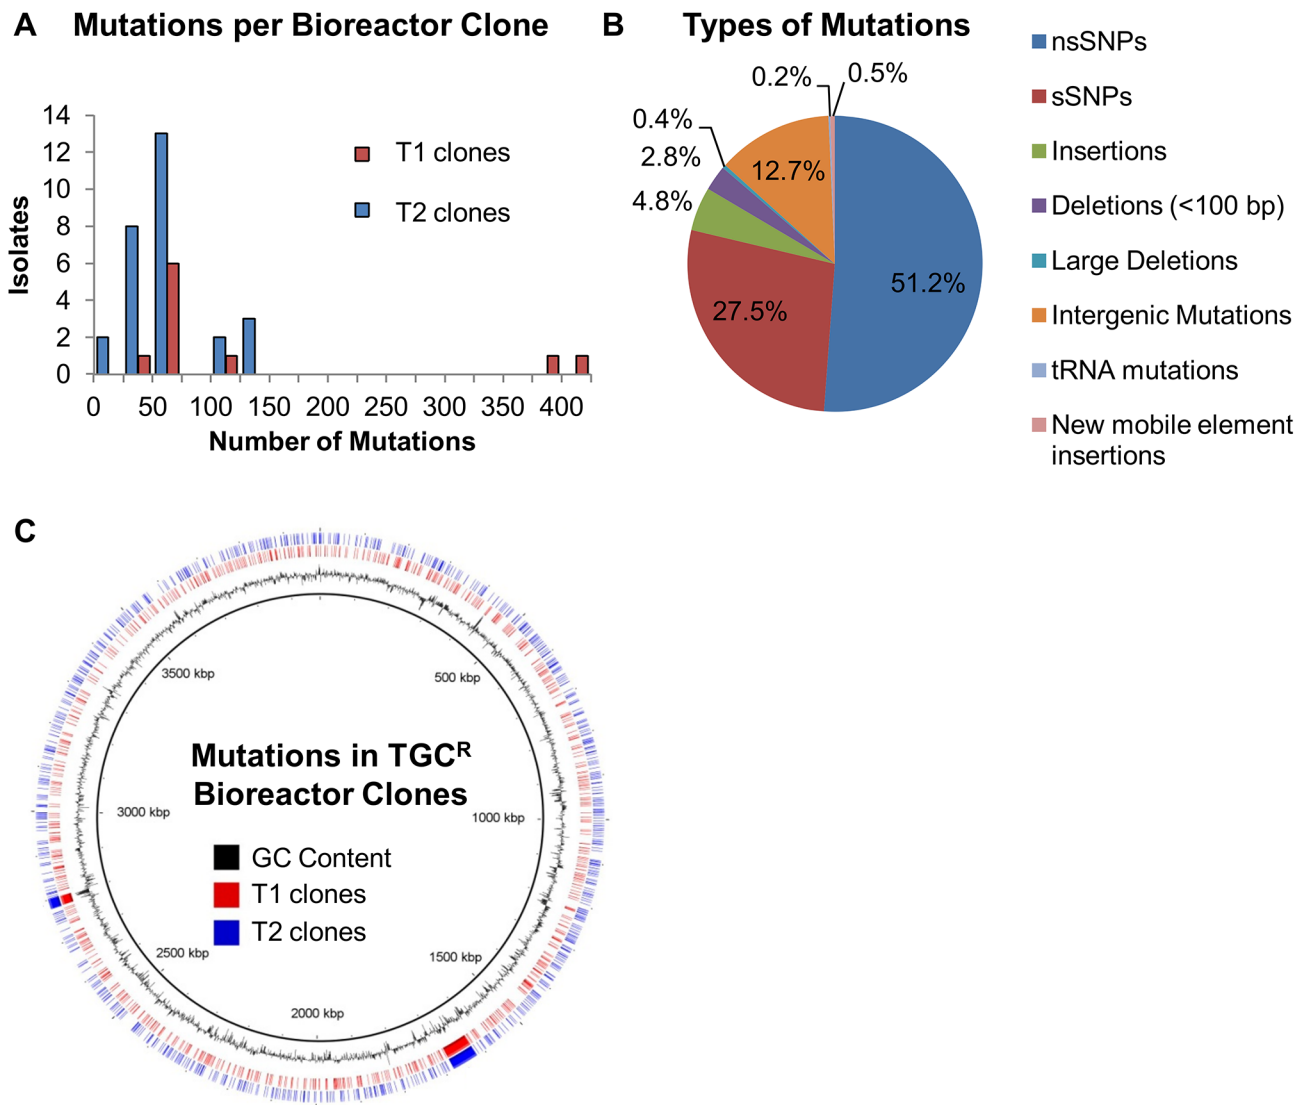 A Mutations per Bioreactor Clone
14
12
10
8
6
4
2
0
Isolates
T1 clones
T2 clones
0 50 100 150 200 250 300 350 400
Number of Mutations
B Types of Mutations
0.2% 0.5%
0.4%
2.8%
4.8%
12.7%
51.2%
27.5%
nsSNPs
sSNPs
Insertions
Deletions (<100 bp)
Large Deletions
Intergenic Mutations
tRNA mutations
New mobile element
insertions
C
3500 kbp
500 kbp
Mutations in TGCᴿ
Bioreactor Clones
3000 kbp
1000 kbp
GC Content
T1 clones
T2 clones
2500 kbp
1500 kbp
2000 kbp